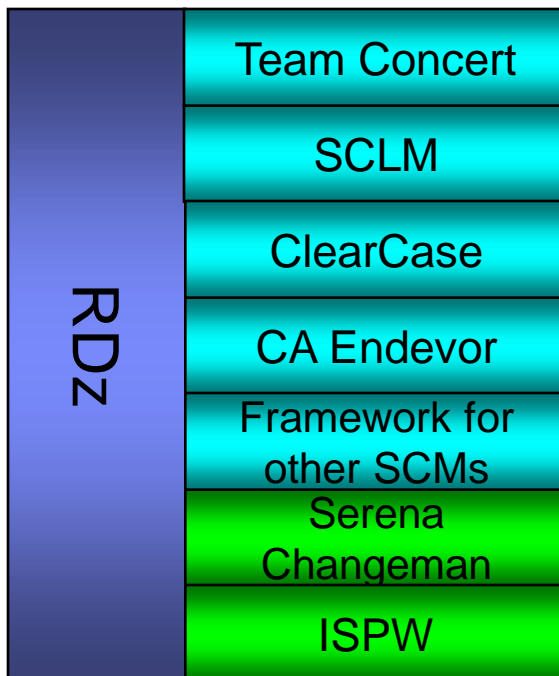 RDz
Team Concert
SCLM
ClearCase
CA Endevor
Framework for
other SCMs
Serena
Changeman
ISPW